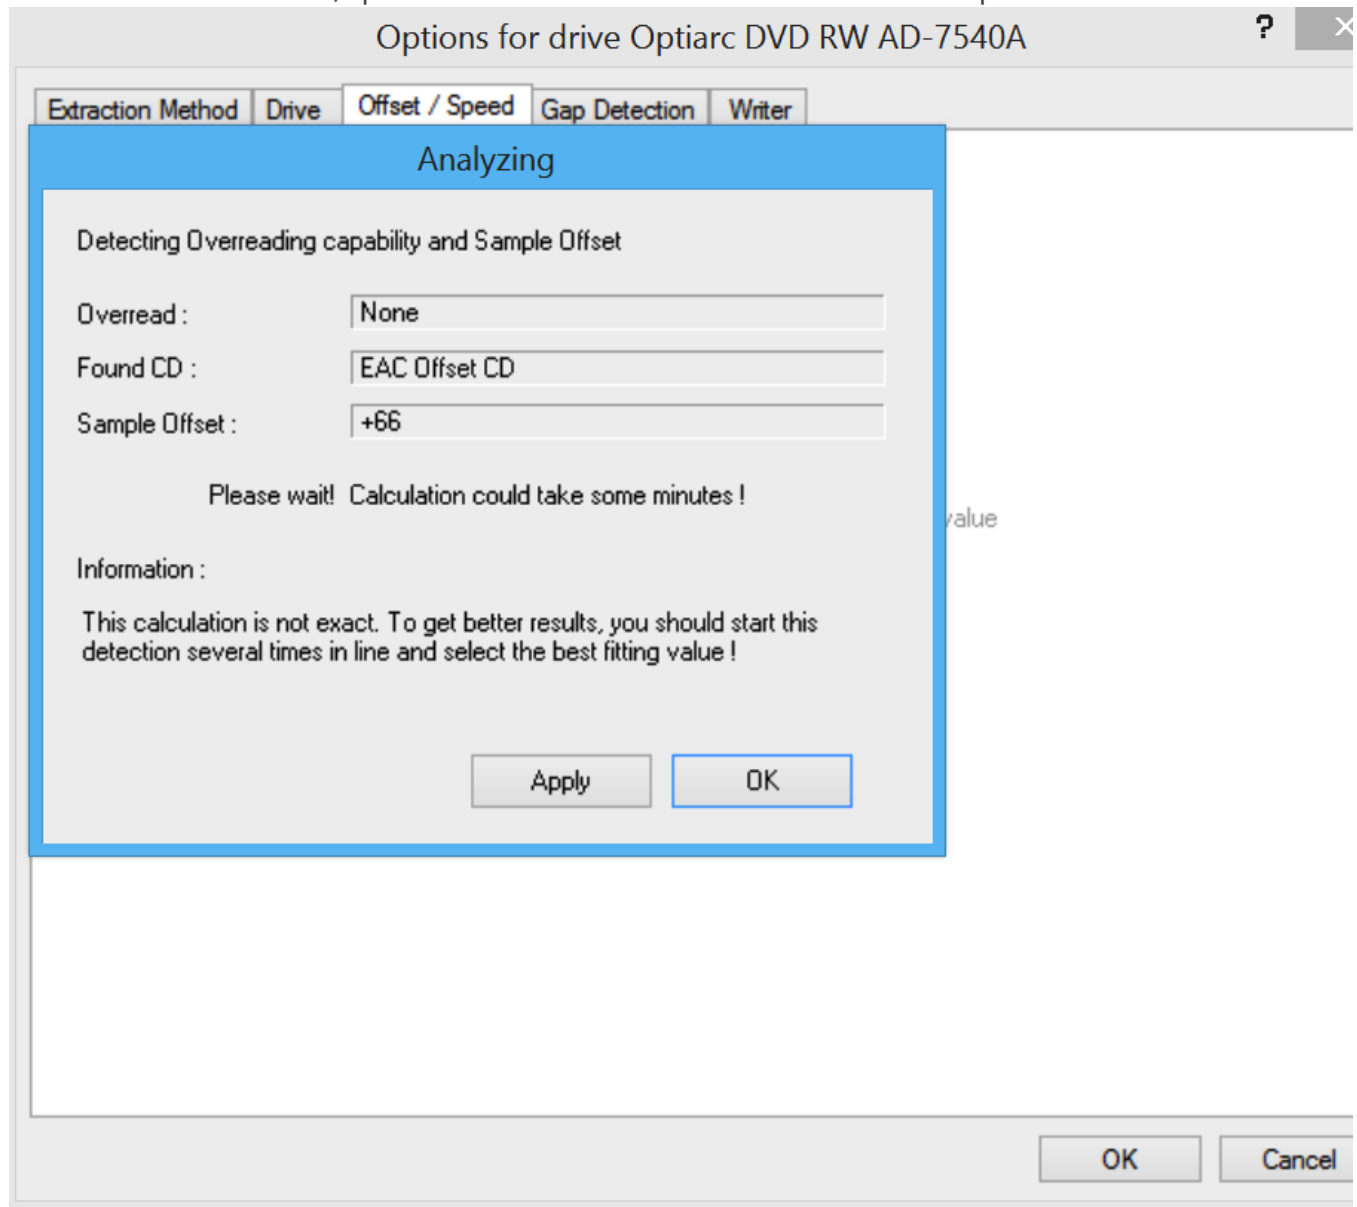 Options for drive Optiarc DVD RW AD-7540A
?
Extraction Method Drive Offset / Speed Gap Detection Writer
Analyzing
Detecting Overreading capability and Sample Offset
Overread : None
Found CD : EAC Offset CD
Sample Offset : +66
Please wait! Calculation could take some minutes !
value
Information :
This calculation is not exact. To get better results, you should start this
detection several times in line and select the best fitting value !
Apply OK
OK Cancel